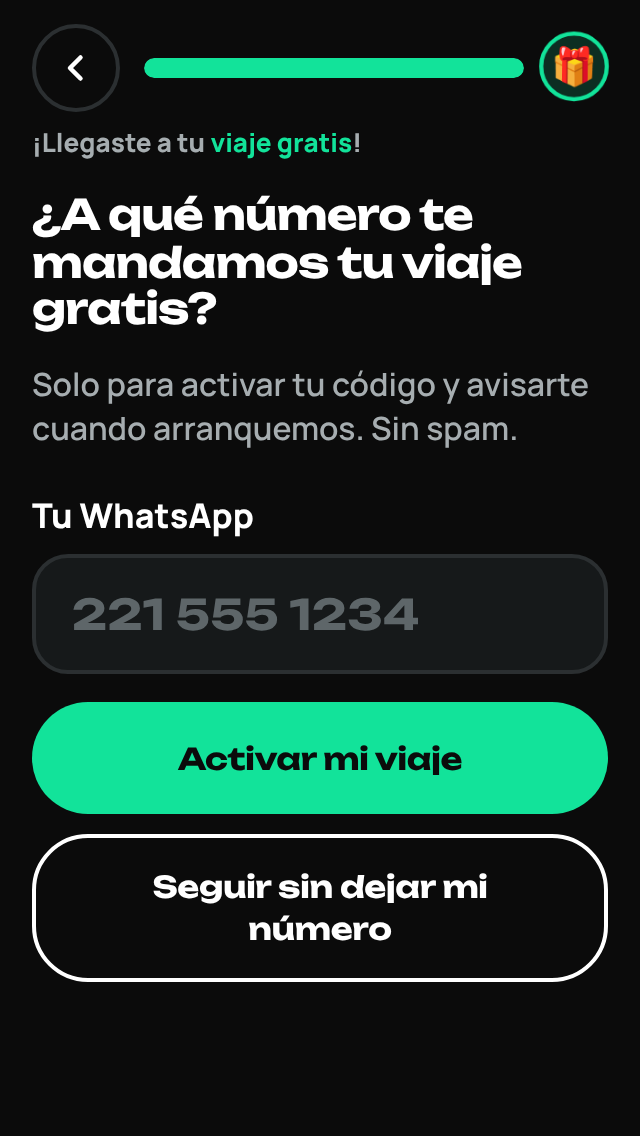 ¡Llegaste a tu viaje gratis!
¿A qué número te
mandamos tu viaje
gratis?
Solo para activar tu código y avisarte
cuando arranquemos. Sin spam.
Tu WhatsApp
221 555 1234
Activar mi viaje
Seguir sin dejar mi
número